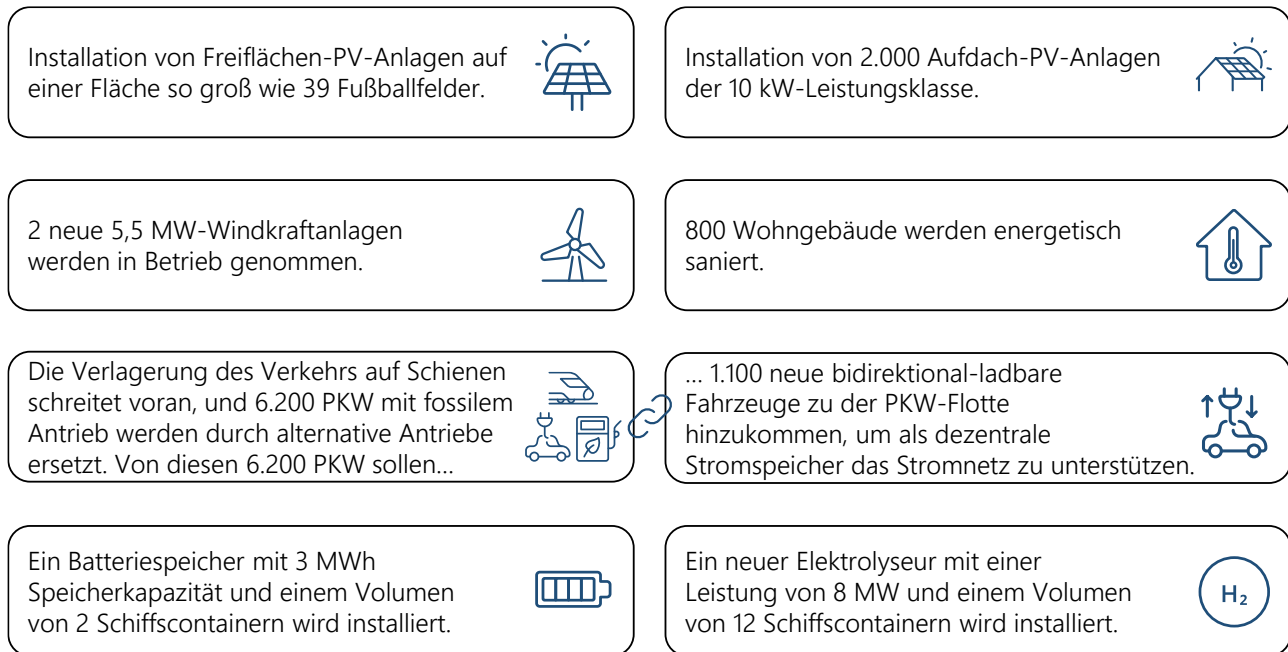 Installation von Freiflächen-PV-Anlagen auf
einer Fläche so groß wie 39 Fußballfelder.
Installation von 2.000 Aufdach-PV-Anlagen
der 10 kW-Leistungsklasse.
2 neue 5,5 MW-Windkraftanlagen
werden in Betrieb genommen.
800 Wohngebäude werden energetisch
saniert.
Die Verlagerung des Verkehrs auf Schienen
schreitet voran, und 6.200 PKW mit fossilem
Antrieb werden durch alternative Antriebe
ersetzt. Von diesen 6.200 PKW sollen…
… 1.100 neue bidirektional-ladbare
Fahrzeuge zu der PKW-Flotte
hinzukommen, um als dezentrale
Stromspeicher das Stromnetz zu unterstützen.
Ein Batteriespeicher mit 3 MWh
Speicherkapazität und einem Volumen
von 2 Schiffscontainern wird installiert.
Ein neuer Elektrolyseur mit einer
Leistung von 8 MW und einem Volumen
von 12 Schiffscontainern wird installiert.
H₂